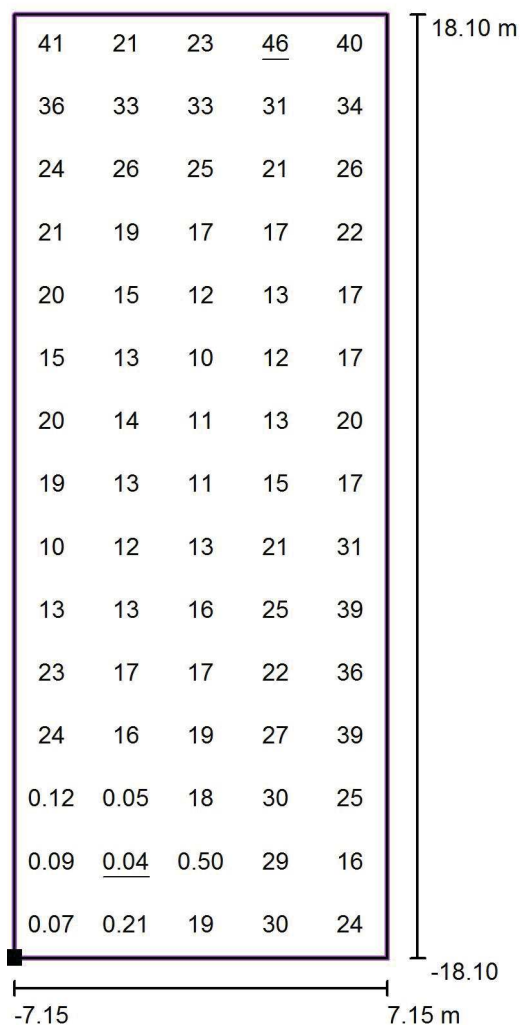 41 21 23 46 40
18.10 m
36 33 33 31 34
24 26 25 21 26
21 19 17 17 22
20 15 12 13 17
15 13 10 12 17
20 14 11 13 20
19 13 11 15 17
10 12 13 21 31
13 13 16 25 39
23 17 17 22 36
24 16 19 27 39
0.12 0.05 18 30 25
0.09 0.04 0.50 29 16
0.07 0.21 19 30 24
-18.10
-7.15 7.15 m